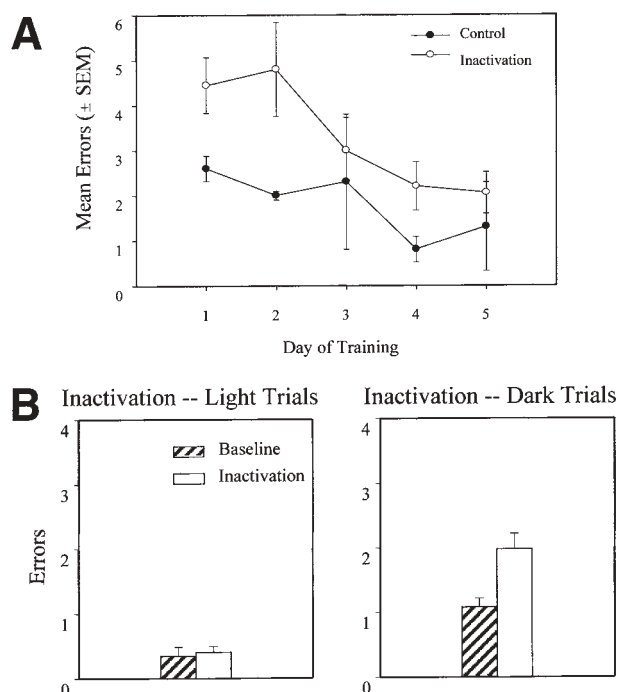 A
Mean Errors (± SEM)
6
5
4
3
2
1
0
Control
Inactivation
1 2 3 4 5
Day of Training
B
Inactivation -- Light Trials
Errors
4
3
2
1
0
Baseline
Inactivation
Inactivation -- Dark Trials
4
3
2
1
0